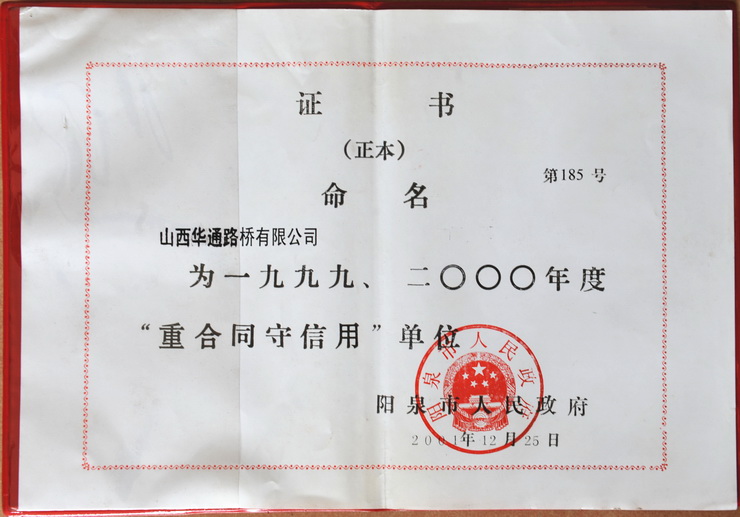 证 书
(正本)
第185号
命 名
山西华通路桥有限公司
为一九九九、二〇〇〇年度
“重合同守信用”单位
阳泉市人民政府
阳泉市人民政府
2001年12月25日